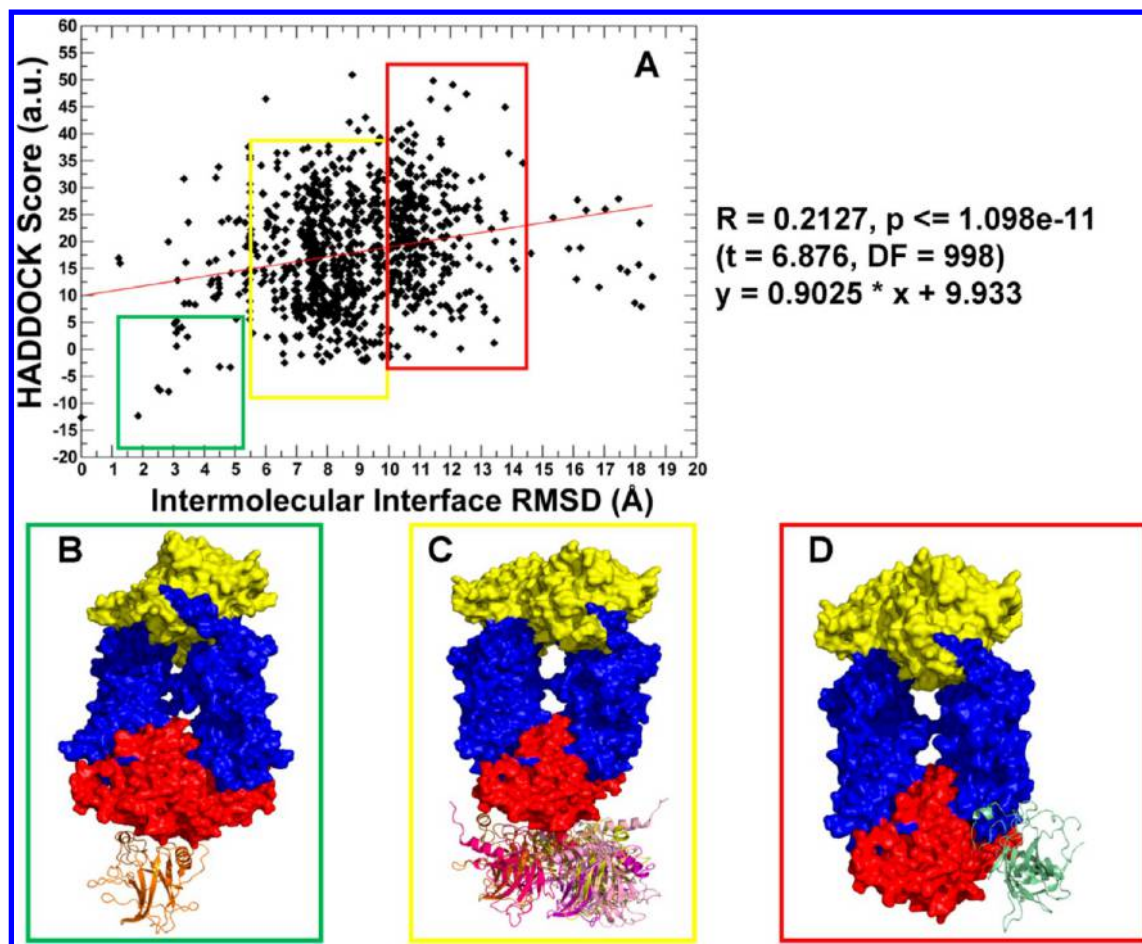 A
HADDOCK Score (a.u.)
60
55
50
45
40
35
30
25
20
15
10
5
0
-5
-10
-15
-20
0 1 2 3 4 5 6 7 8 9 10 11 12 13 14 15 16 17 18 19 20
Intermolecular Interface RMSD (Å)
R = 0.2127, p <= 1.098e-11
(t = 6.876, DF = 998)
y = 0.9025 * x + 9.933
B
C
D